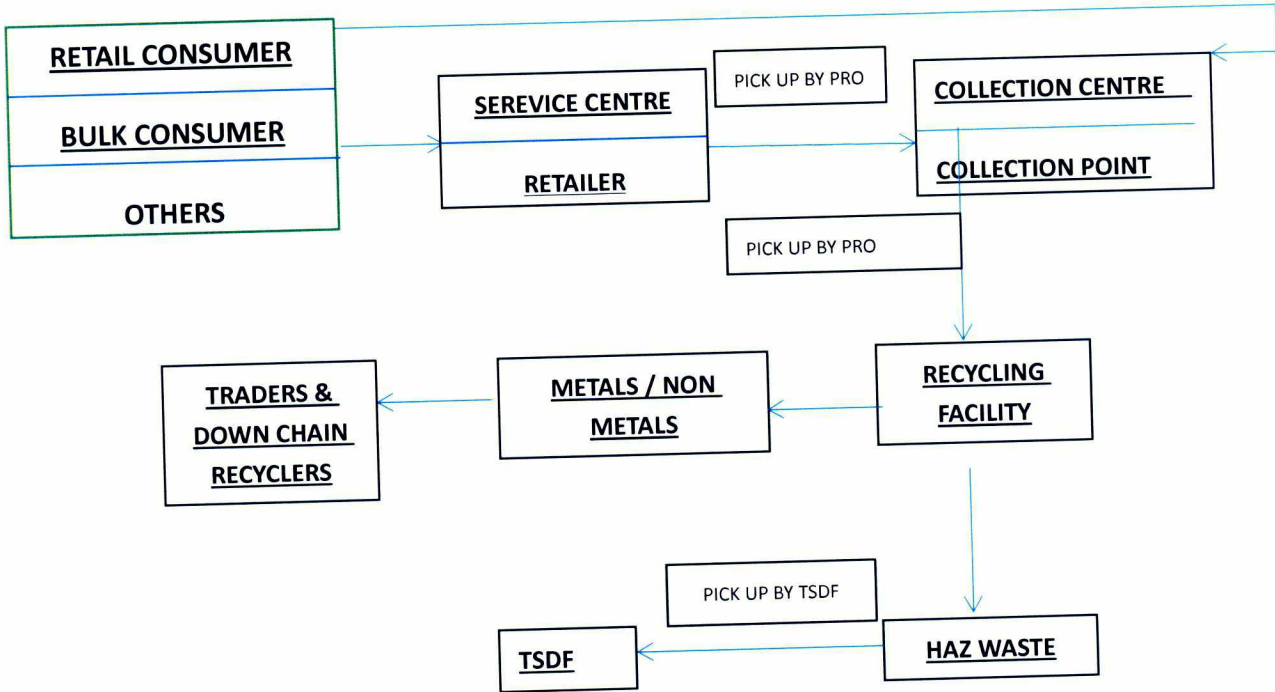 RETAIL CONSUMER
BULK CONSUMER
OTHERS
SEREVICE CENTRE
RETAILER
PICK UP BY PRO
COLLECTION CENTRE
COLLECTION POINT
PICK UP BY PRO
TRADERS &
DOWN CHAIN
RECYCLERS
METALS / NON
METALS
RECYCLING
FACILITY
PICK UP BY TSDF
TSDF
HAZ WASTE